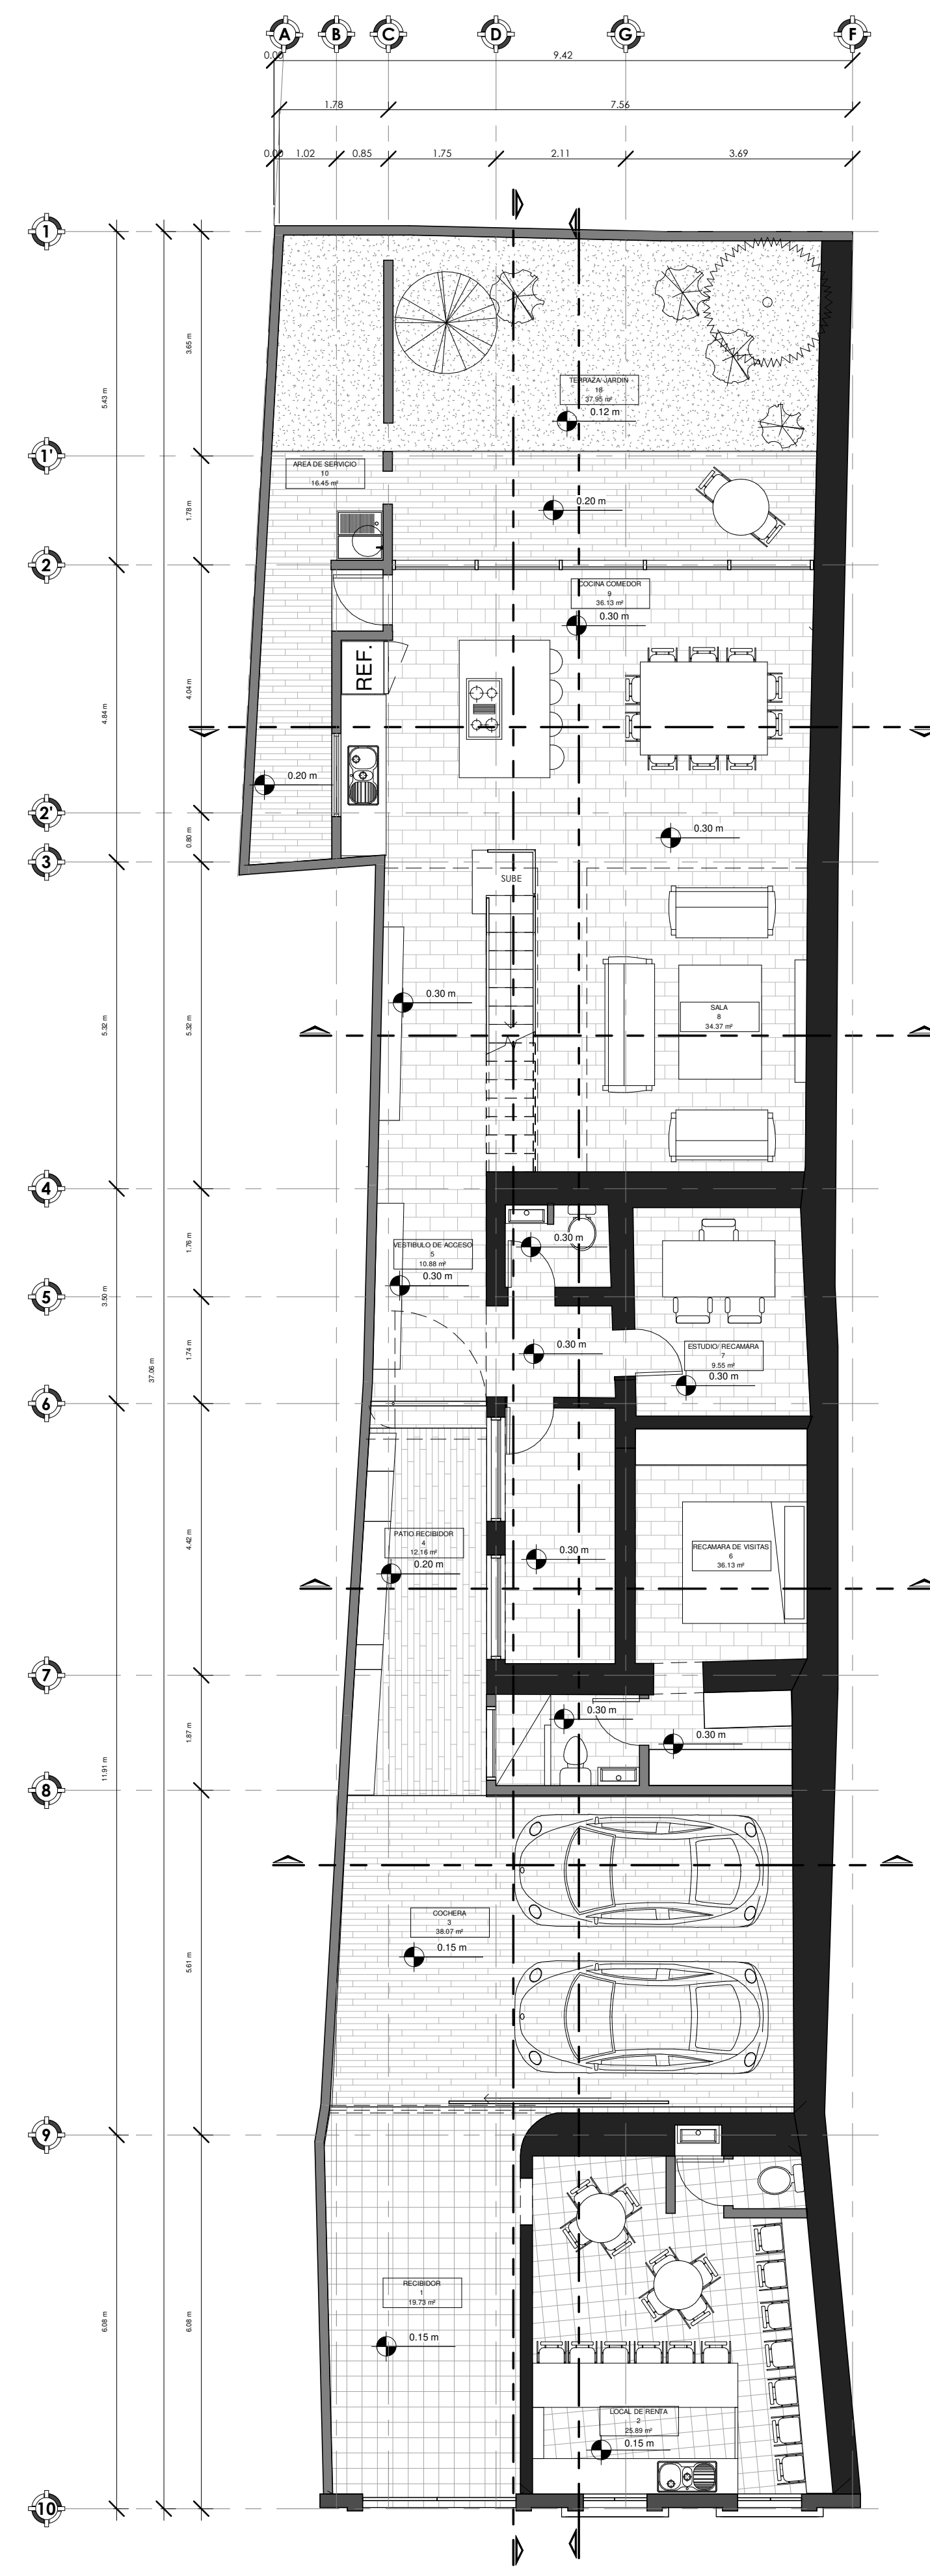 A B C D G F
0.00 9.42
1.78 7.56
0.00 1.02 0.85 1.75 2.11 3.69
1
3.65 m
5.43 m
TERRAZA/ JARDIN
18
37.95 m²
0.12 m
1'
AREA DE SERVICIO
10
16.45 m²
1.78 m
0.20 m
2
COCINA COMEDOR
9
36.13 m²
0.30 m
REF.
4.04 m
4.84 m
0.20 m
2'
0.30 m
0.80 m
3
SUBE
0.30 m
SALA
8
34.37 m²
5.32 m
5.32 m
4
1.76 m
0.30 m
VESTIBULO DE ACCESO
5
10.88 m²
0.30 m
5
3.50 m
1.74 m
0.30 m
ESTUDIO/ RECAMARA
7
9.55 m²
0.30 m
37.06 m
6
4.42 m
PATIO RECIBIDOR
4
12.16 m²
0.20 m
0.30 m
RECAMARA DE VISITAS
6
36.13 m²
7
0.30 m
0.30 m
1.87 m
11.91 m
8
COCHERA
3
38.07 m²
0.15 m
5.61 m
9
RECIBIDOR
1
19.73 m²
0.15 m
6.08 m
6.08 m
LOCAL DE RENTA
2
25.89 m²
0.15 m
10